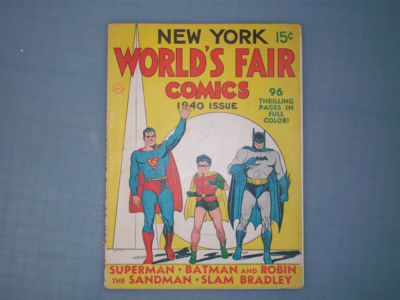 NEW YORK 15¢
WORLD'S FAIR
COMICS
1940 ISSUE
96
THRILLING
PAGES IN
FULL
COLOR!
SUPERMAN • BATMAN AND ROBIN
THE SANDMAN • SLAM BRADLEY